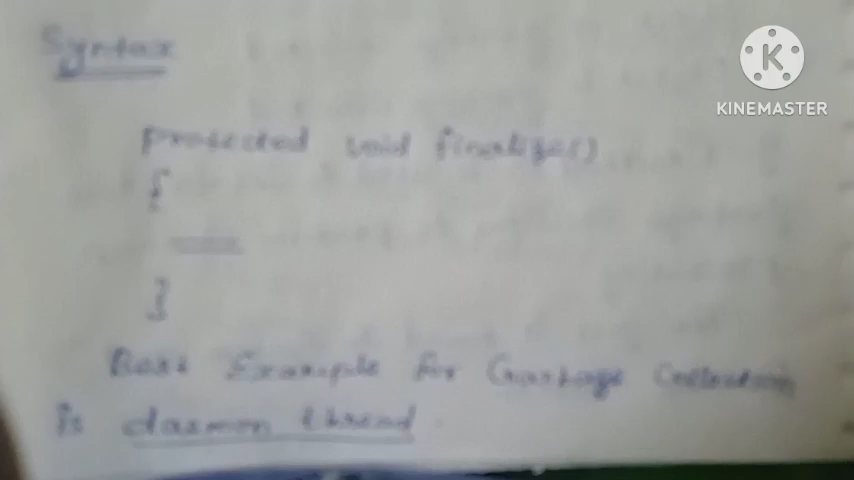 Syntax
K
KINEMASTER
protected void finalize()
{
}
Best Example for Garbage Collection
is daemon thread.